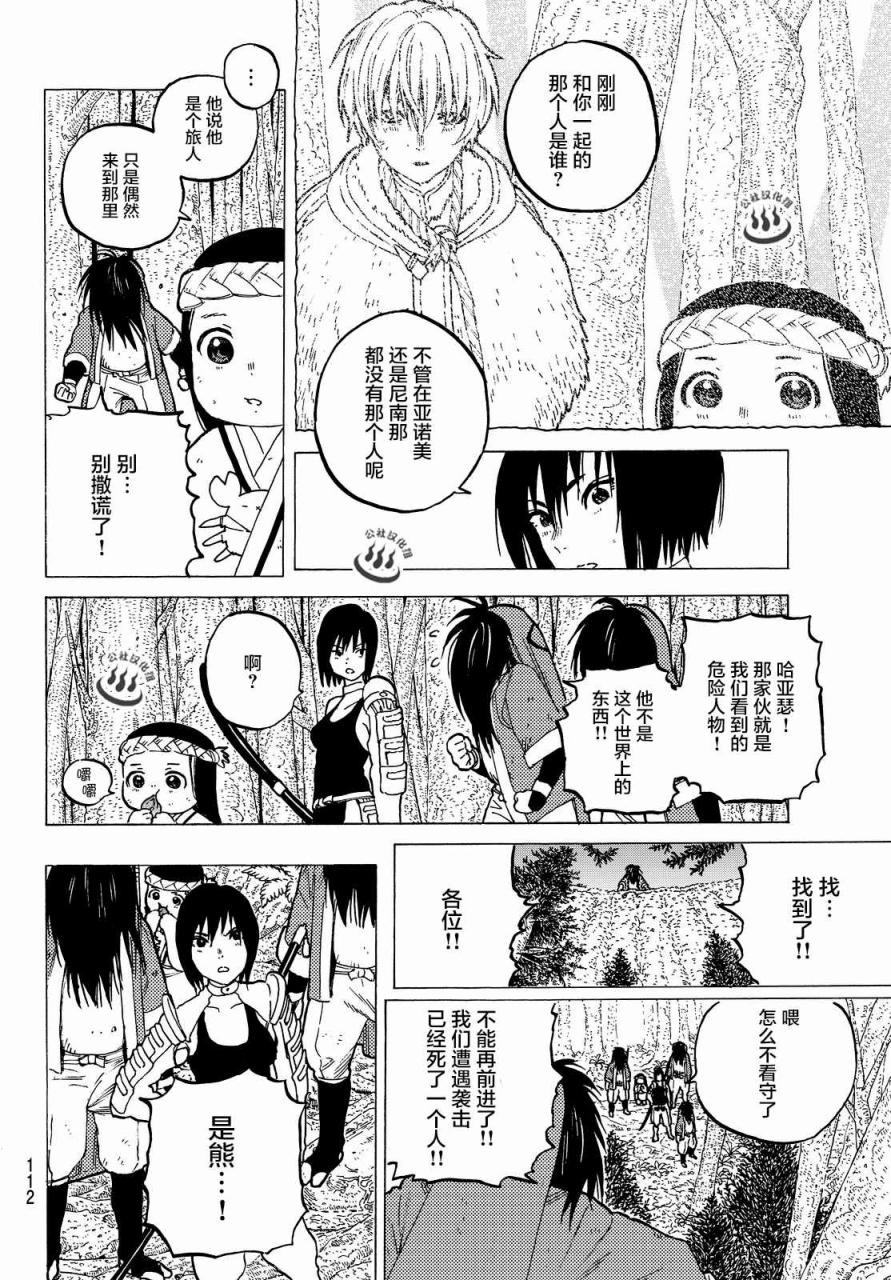 刚刚
和你一起的
那个人是谁？
公社汉化组
不管在亚诺美
还是尼南那
都没有那个人呢
…
他说他
是个旅人
只是偶然
来到那里
别…
别撒谎了！
公社汉化组
哈亚瑟！
那家伙就是
我们看到的
危险人物！
他不是
这个世界上的
东西!!
啊？
嚼
嚼
公社汉化组
找…
找到了!!
各位!!
喂
怎么不看守了
不能再前进了!!
我们遭遇袭击
已经死了一个人!!
是熊…！
112